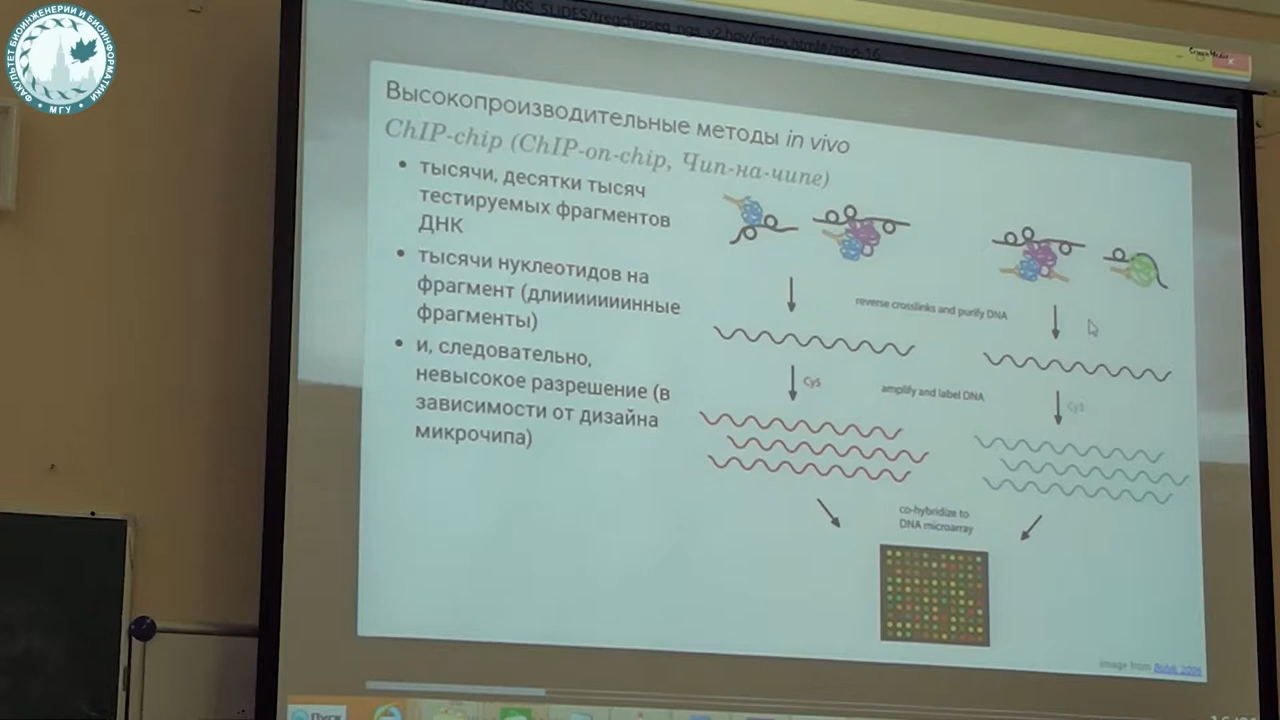 ФАКУЛЬТЕТ БИОИНЖЕНЕРИИ И БИОИНФОРМАТИКИ
МГУ
Высокопроизводительные методы in vivo
ChIP-chip (ChIP-on-chip, Чип-на-чипе)
тысячи, десятки тысяч
тестируемых фрагментов
ДНК
тысячи нуклеотидов на
фрагмент (длииииииинные
фрагменты)
и, следовательно,
невысокое разрешение (в
зависимости от дизайна
микрочипа)
reverse crosslinks and purify DNA
Cy5
amplify and label DNA
Cy3
co-hybridize to
DNA microarray
image from
Пуск